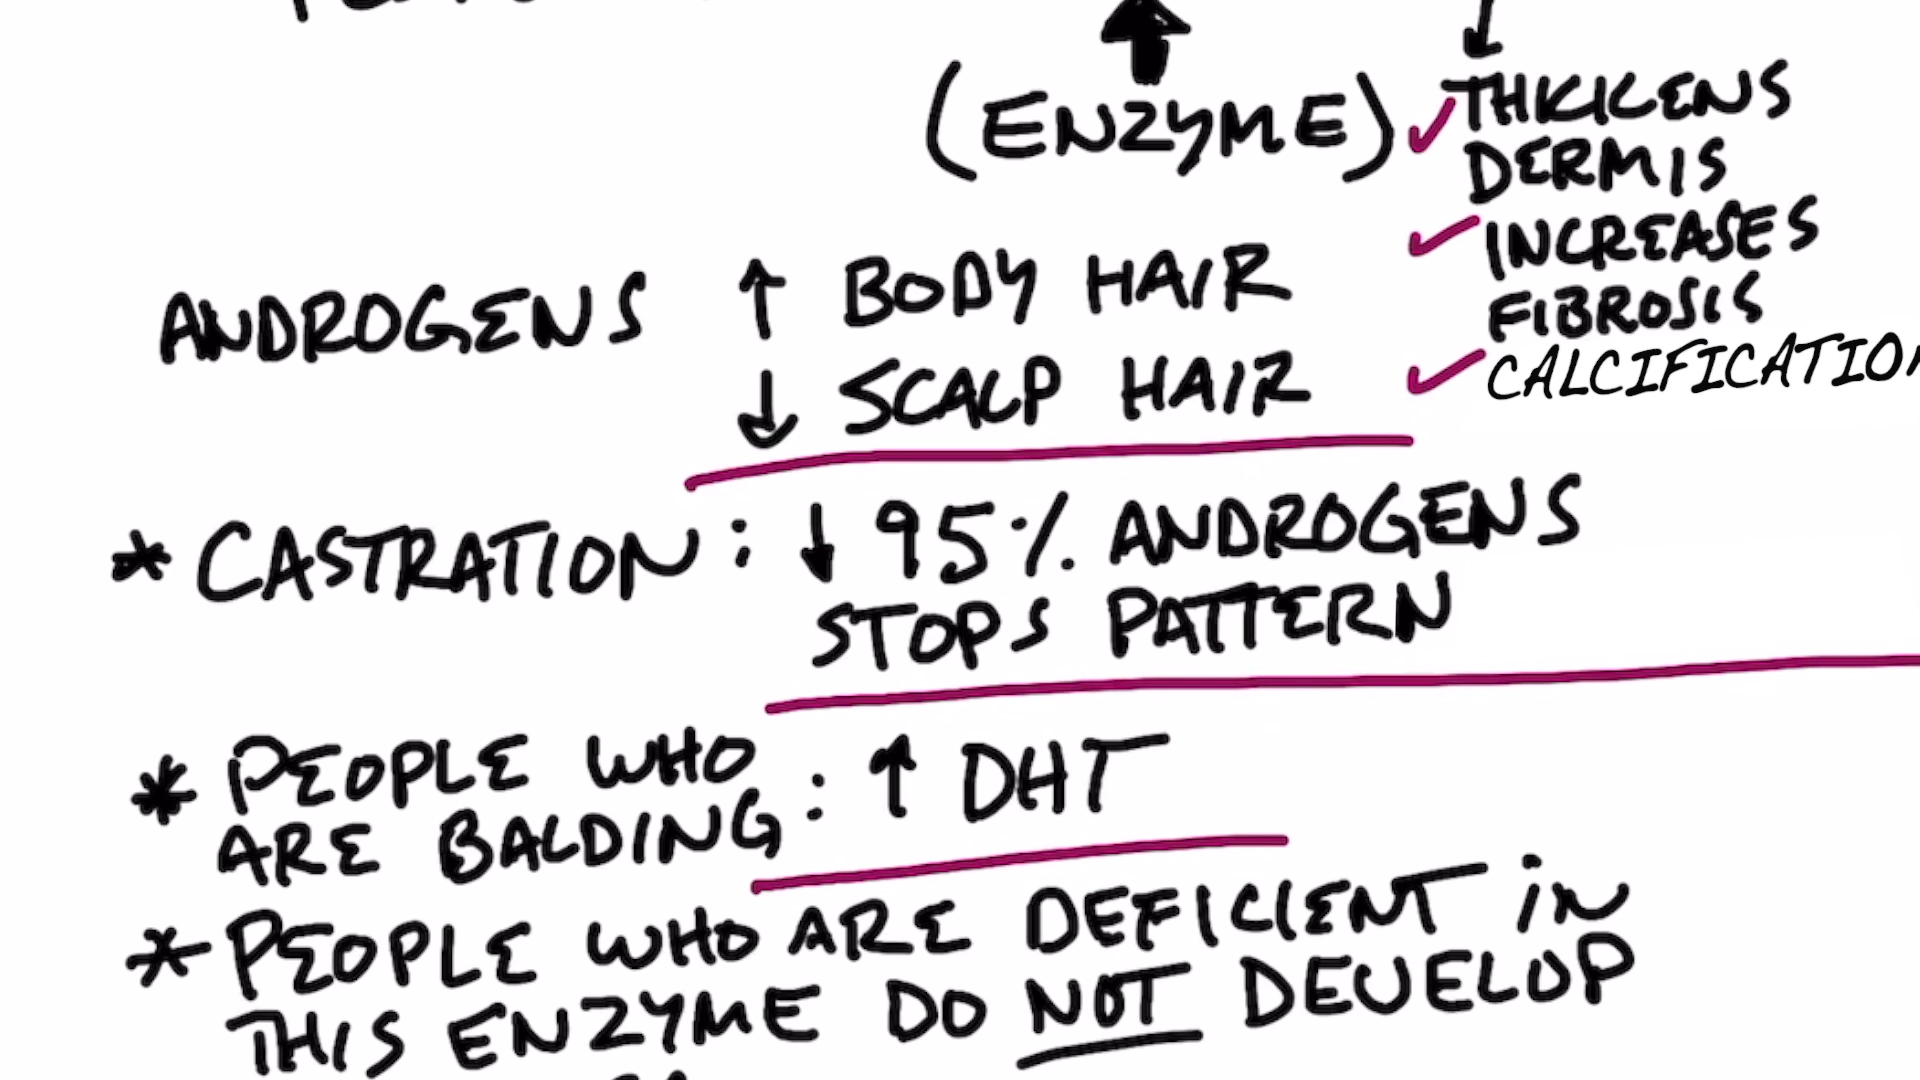 (ENZYME)
THICKENS
DERMIS
INCREASES
FIBROSIS
CALCIFICATION
ANDROGENS ↑ BODY HAIR
↓ SCALP HAIR
* CASTRATION: ↓ 95% ANDROGENS
STOPS PATTERN
* PEOPLE WHO
ARE BALDING: ↑ DHT
* PEOPLE WHO ARE DEFICIENT IN
THIS ENZYME DO NOT DEVELOP